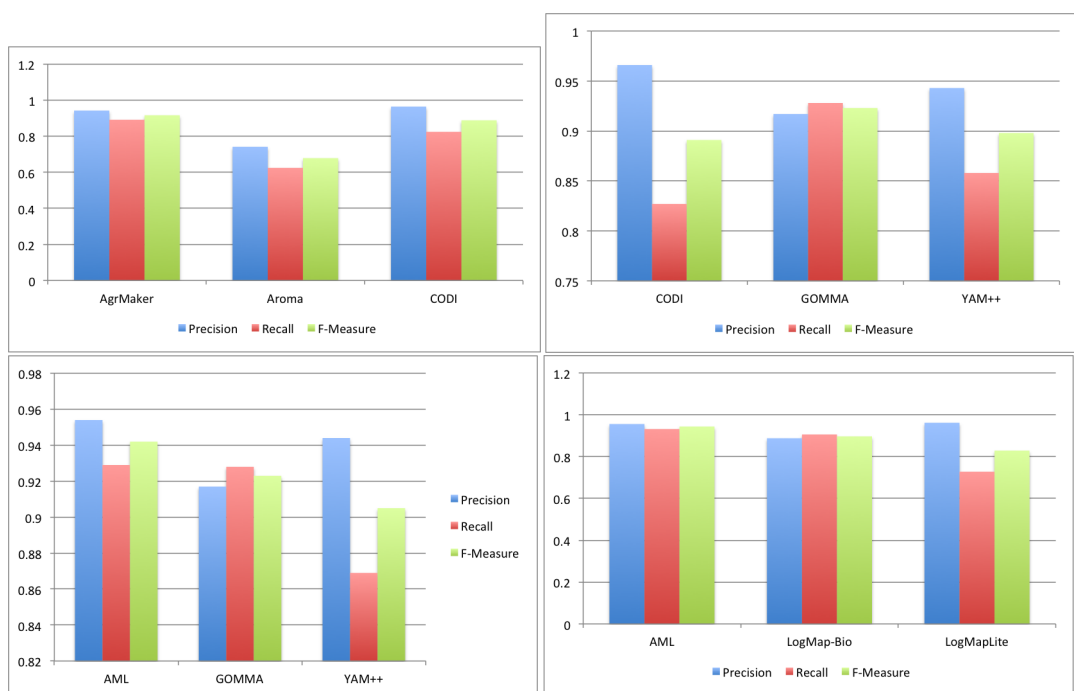 1.2
1
0.8
0.6
0.4
0.2
0
AgrMaker Aroma CODI
Precision Recall F-Measure
1
0.95
0.9
0.85
0.8
0.75
CODI GOMMA YAM++
Precision Recall F-Measure
0.98
0.96
0.94
0.92
0.9
0.88
0.86
0.84
0.82
AML GOMMA YAM++
Precision
Recall
F-Measure
1.2
1
0.8
0.6
0.4
0.2
0
AML LogMap-Bio LogMapLite
Precision Recall F-Measure